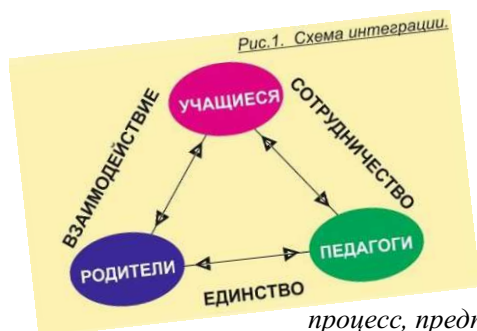 Рис.1. Схема интеграции.
УЧАЩИЕСЯ
ВЗАИМОДЕЙСТВИЕ
СОТРУДНИЧЕСТВО
РОДИТЕЛИ
ПЕДАГОГИ
ЕДИНСТВО
процесс,